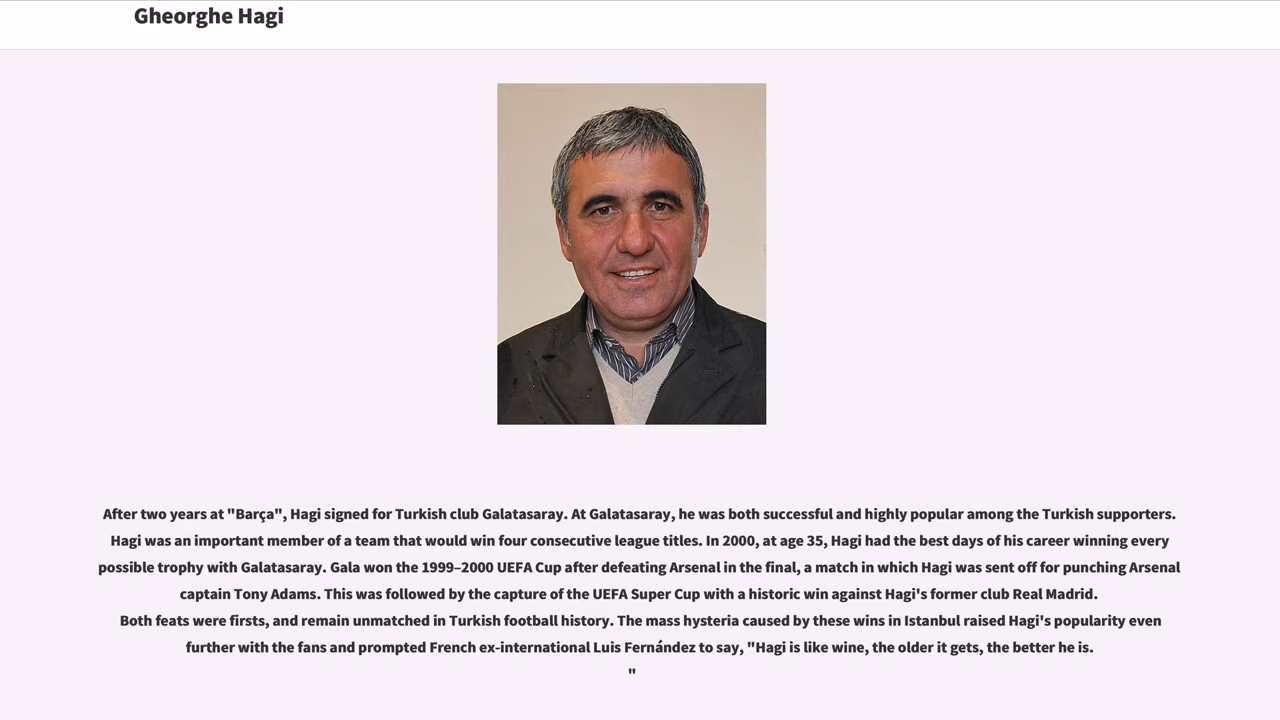 Gheorghe Hagi
After two years at "Barça", Hagi signed for Turkish club Galatasaray. At Galatasaray, he was both successful and highly popular among the Turkish supporters.
Hagi was an important member of a team that would win four consecutive league titles. In 2000, at age 35, Hagi had the best days of his career winning every
possible trophy with Galatasaray. Gala won the 1999–2000 UEFA Cup after defeating Arsenal in the final, a match in which Hagi was sent off for punching Arsenal
captain Tony Adams. This was followed by the capture of the UEFA Super Cup with a historic win against Hagi's former club Real Madrid.
Both feats were firsts, and remain unmatched in Turkish football history. The mass hysteria caused by these wins in Istanbul raised Hagi's popularity even
further with the fans and prompted French ex-international Luis Fernández to say, "Hagi is like wine, the older it gets, the better he is.
"